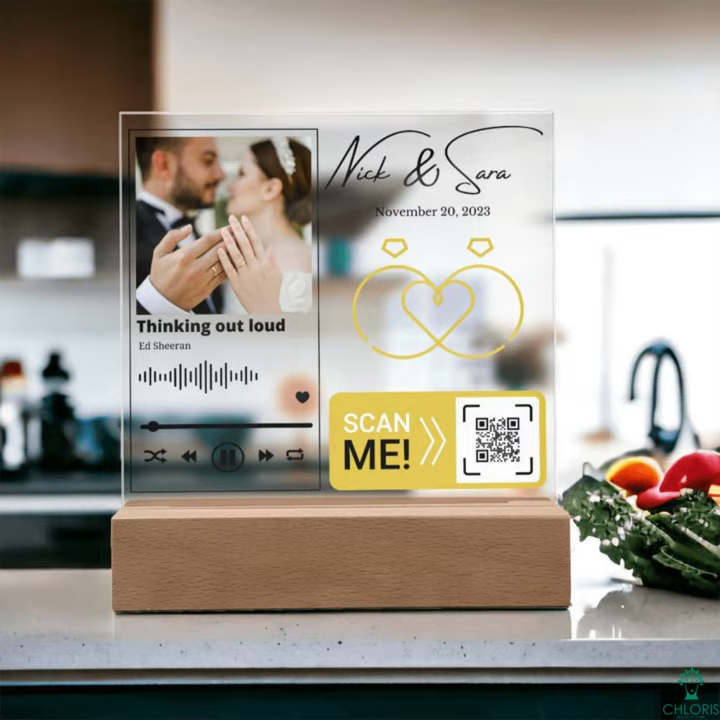 Nick & Sara
November 20, 2023
Thinking out loud
Ed Sheeran
SCAN
ME!
CHLORIS